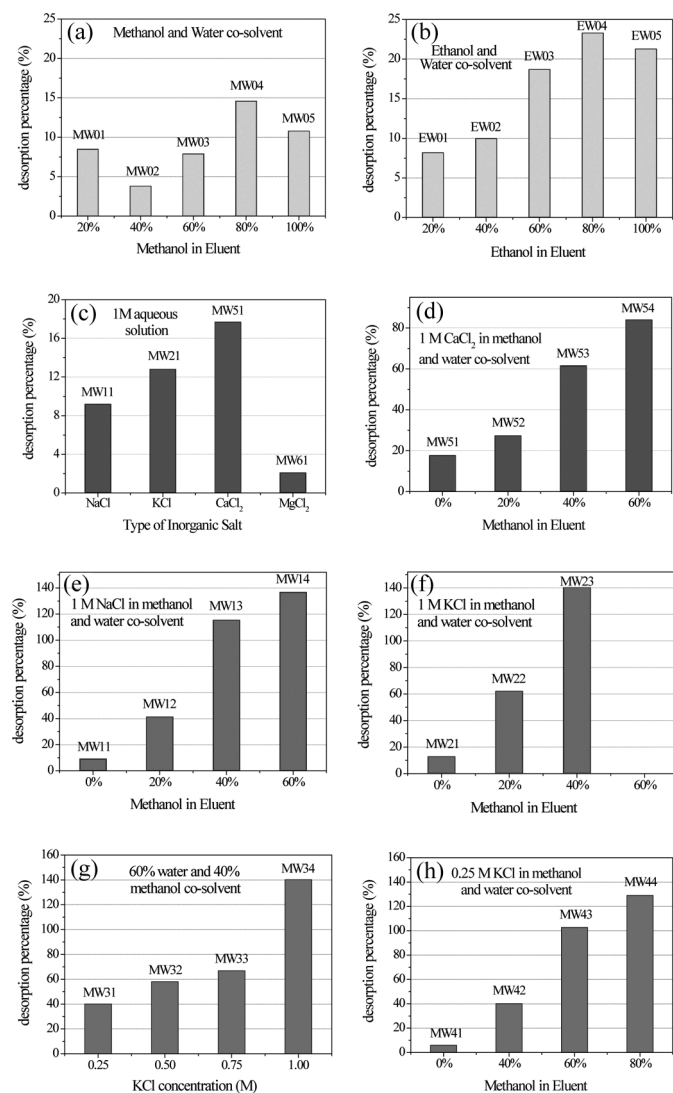 (a) Methanol and Water co-solvent
desorption percentage (%)
25
20
15
10
5
0
MW01
MW02
MW03
MW04
MW05
20% 40% 60% 80% 100%
Methanol in Eluent
(b) Ethanol and
Water co-solvent
desorption percentage (%)
25
20
15
10
5
0
EW01
EW02
EW03
EW04
EW05
20% 40% 60% 80% 100%
Ethanol in Eluent
(c) 1M aqueous
solution
desorption percentage (%)
20
16
12
8
4
0
MW11
MW21
MW51
MW61
NaCl KCl CaCl₂ MgCl₂
Type of Inorganic Salt
(d)
1 M CaCl₂ in methanol
and water co-solvent
desorption percentage (%)
80
60
40
20
0
MW51
MW52
MW53
MW54
0% 20% 40% 60%
Methanol in Eluent
(e)
1 M NaCl in methanol
and water co-solvent
desorption percentage (%)
140
120
100
80
60
40
20
0
MW11
MW12
MW13
MW14
0% 20% 40% 60%
Methanol in Eluent
(f)
1 M KCl in methanol
and water co-solvent
desorption percentage (%)
140
120
100
80
60
40
20
0
MW21
MW22
MW23
0% 20% 40% 60%
Methanol in Eluent
(g) 60% water and 40%
methanol co-solvent
desorption percentage (%)
160
140
120
100
80
60
40
20
0
MW31
MW32
MW33
MW34
0.25 0.50 0.75 1.00
KCl concentration (M)
(h) 0.25 M KCl in methanol
and water co-solvent
desorption percentage (%)
160
140
120
100
80
60
40
20
0
MW41
MW42
MW43
MW44
0% 40% 60% 80%
Methanol in Eluent